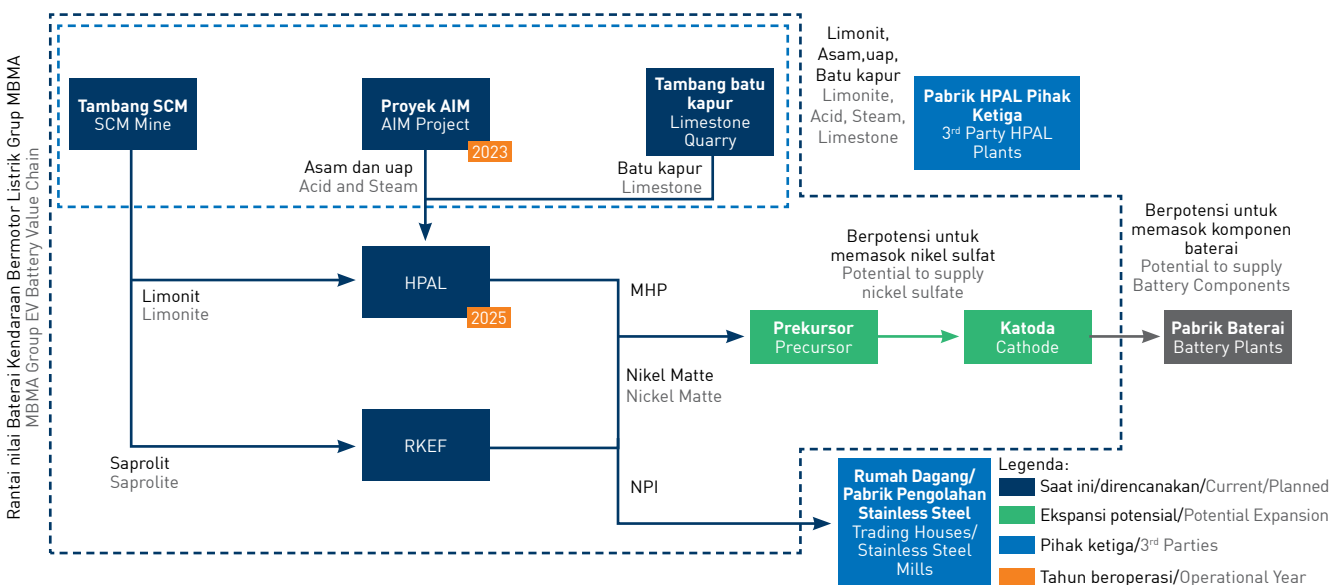 Rantai nilai Baterai Kendaraan Bermotor Listrik Grup MBMA
MBMA Group EV Battery Value Chain
Tambang SCM
SCM Mine
Proyek AIM
AIM Project
2023
Tambang batu
kapur
Limestone
Quarry
Limonit,
Asam,uap,
Batu kapur
Limonite,
Acid, Steam,
Limestone
Pabrik HPAL Pihak
Ketiga
3rd Party HPAL
Plants
Asam dan uap
Acid and Steam
Batu kapur
Limestone
HPAL
2025
Limonit
Limonite
MHP
Berpotensi untuk
memasok nikel sulfat
Potential to supply
nickel sulfate
Berpotensi untuk
memasok komponen
baterai
Potential to supply
Battery Components
Prekursor
Precursor
Katoda
Cathode
Pabrik Baterai
Battery Plants
Nikel Matte
Nickel Matte
RKEF
Saprolit
Saprolite
NPI
Rumah Dagang/
Pabrik Pengolahan
Stainless Steel
Trading Houses/
Stainless Steel
Mills
Legenda:
Saat ini/direncanakan/Current/Planned
Ekspansi potensial/Potential Expansion
Pihak ketiga/3rd Parties
Tahun beroperasi/Operational Year